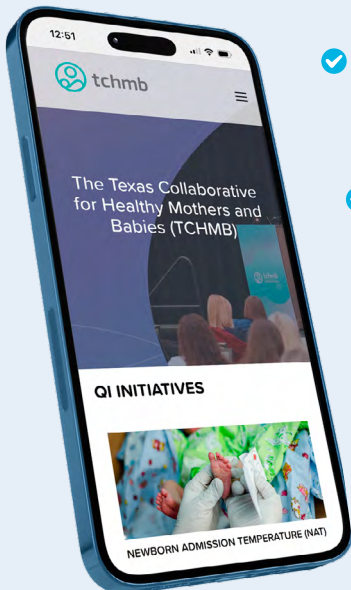 12:51
tchmb
The Texas Collaborative
for Healthy Mothers and
Babies (TCHMB)
QI INITIATIVES
NEWBORN ADMISSION TEMPERATURE (NAT)